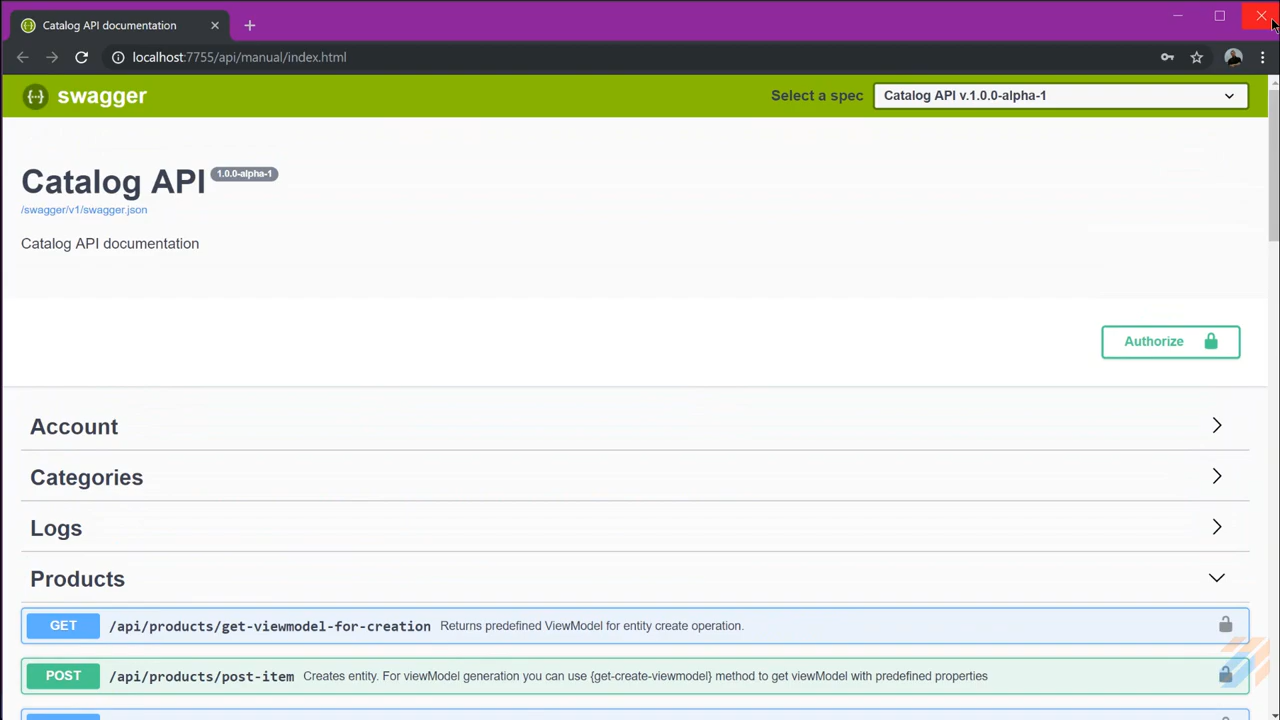 Catalog API documentation
localhost:7755/api/manual/index.html
swagger
Select a spec
Catalog API v.1.0.0-alpha-1
Catalog API 1.0.0-alpha-1
/swagger/v1/swagger.json
Catalog API documentation
Authorize
Account
Categories
Logs
Products
GET /api/products/get-viewmodel-for-creation Returns predefined ViewModel for entity create operation.
POST /api/products/post-item Creates entity. For viewModel generation you can use {get-create-viewmodel} method to get viewModel with predefined properties